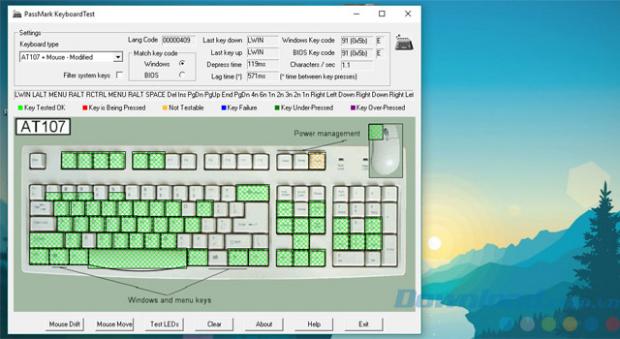 PassMark KeyboardTest
Settings
Keyboard type
AT107 + Mouse - Modified
Filter system keys
Lang Code 00000409
Match key code
Windows
BIOS
Last key down LWIN
Last key up LWIN
Depress time 119ms
Lag time (*) 571ms
Windows Key code 91 (0x5b) E
BIOS Key code 91 (0x5b) E
Characters / sec 1.1
(* time between key presses)
LWIN LALT MENU RALT RCTRL MENU RALT SPACE Del Ins PgDn PgUp End PgDn 4n 6n 1n 2n 3n 1n 2n 3n 1n Right Left Down Right Down Right Lef
Key Tested OK
Key is Being Pressed
Not Testable
Key Failure
Key Under-Pressed
Key Over-Pressed
AT107
Power management
Windows and menu keys
Mouse Drift
Mouse Move
Test LEDs
Clear
About
Help
Exit